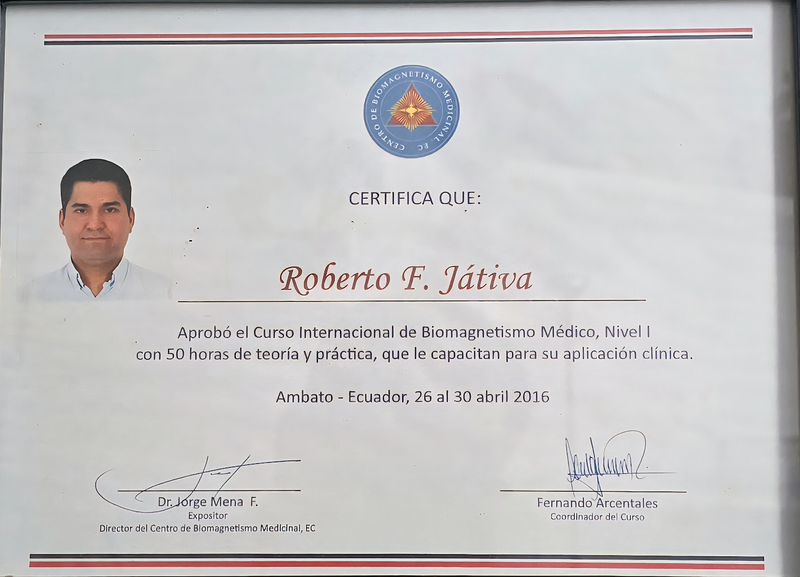 CENTRO DE BIOMAGNETISMO MEDICINAL, EC
CERTIFICA QUE:
Roberto F. Játiva
Aprobó el Curso Internacional de Biomagnetismo Médico, Nivel I
con 50 horas de teoría y práctica, que le capacitan para su aplicación clínica.
Ambato - Ecuador, 26 al 30 abril 2016
Dr. Jorge Mena F.
Expositor
Director del Centro de Biomagnetismo Medicinal, EC
Fernando Arcentales
Coordinador del Curso